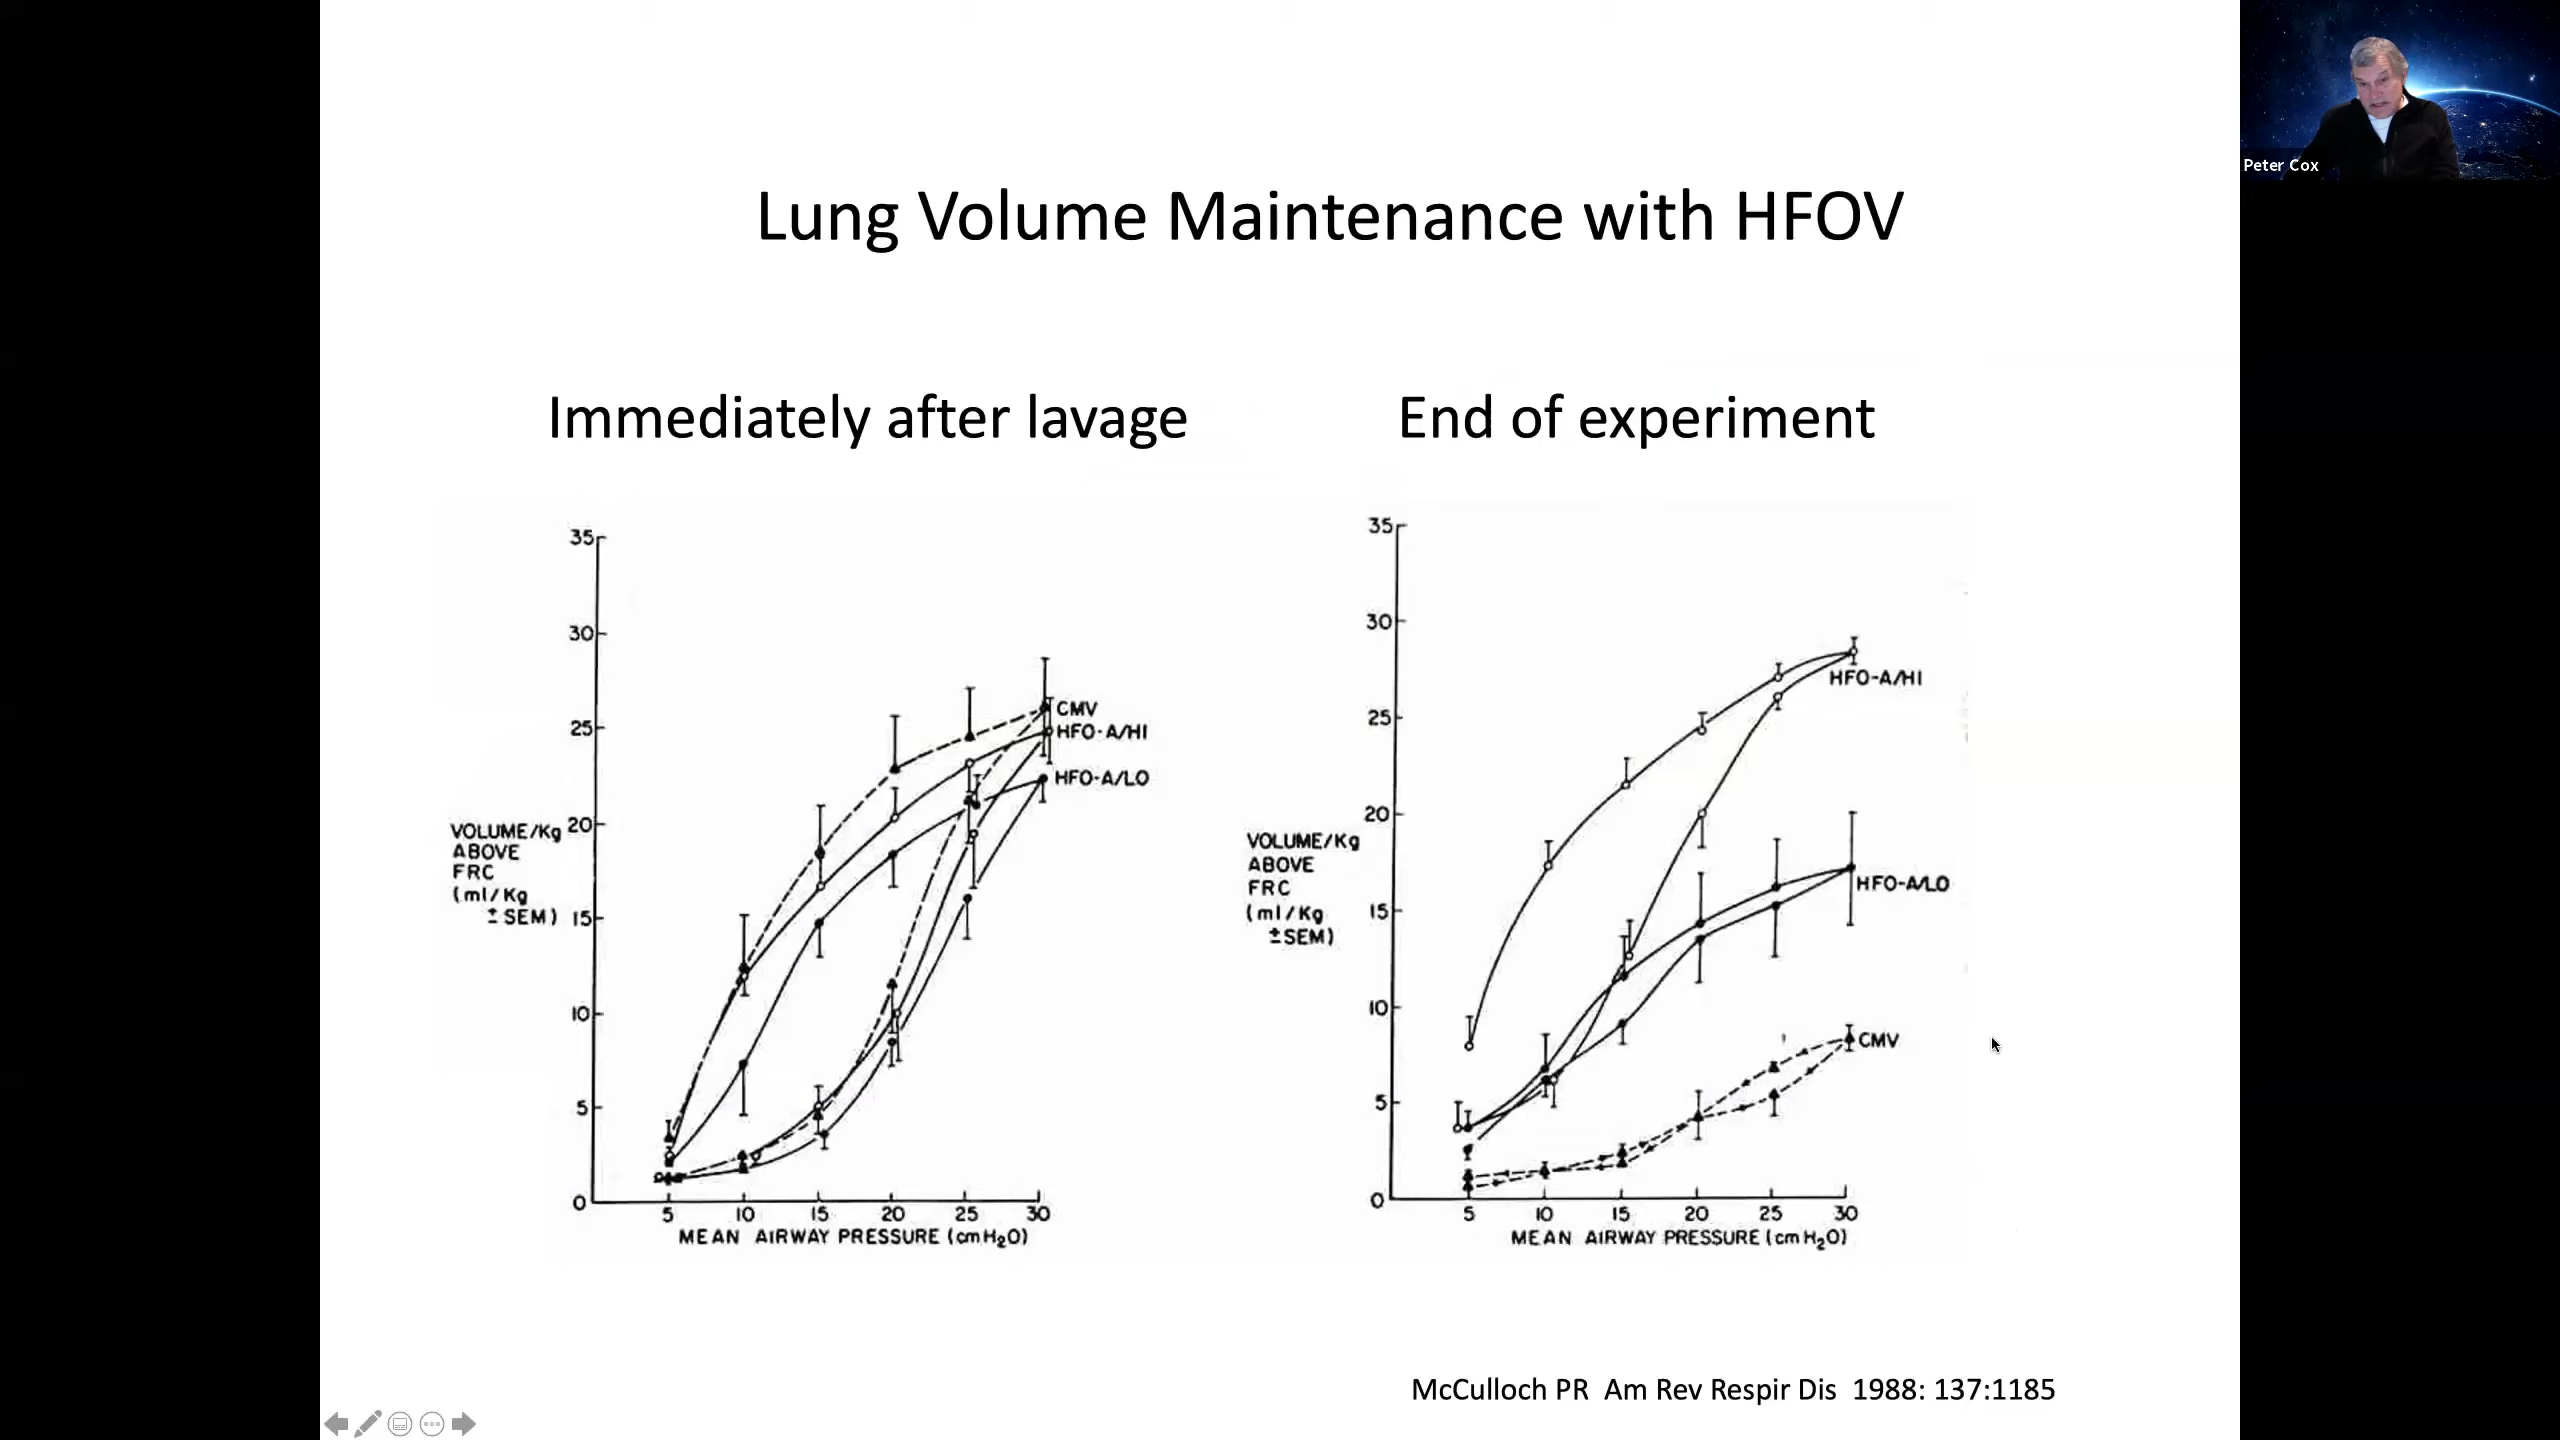 Peter Cox
Lung Volume Maintenance with HFOV
Immediately after lavage
35
30
25
20
15
10
5
0
VOLUME/Kg
ABOVE
FRC
(ml/Kg
±SEM)
CMV
HFO-A/HI
HFO-A/LO
5 10 15 20 25 30
MEAN AIRWAY PRESSURE (cmH₂O)
End of experiment
35
30
25
20
15
10
5
0
VOLUME/Kg
ABOVE
FRC
(ml/Kg
±SEM)
HFO-A/HI
HFO-A/LO
CMV
5 10 15 20 25 30
MEAN AIRWAY PRESSURE (cmH₂O)
McCulloch PR Am Rev Respir Dis 1988: 137:1185